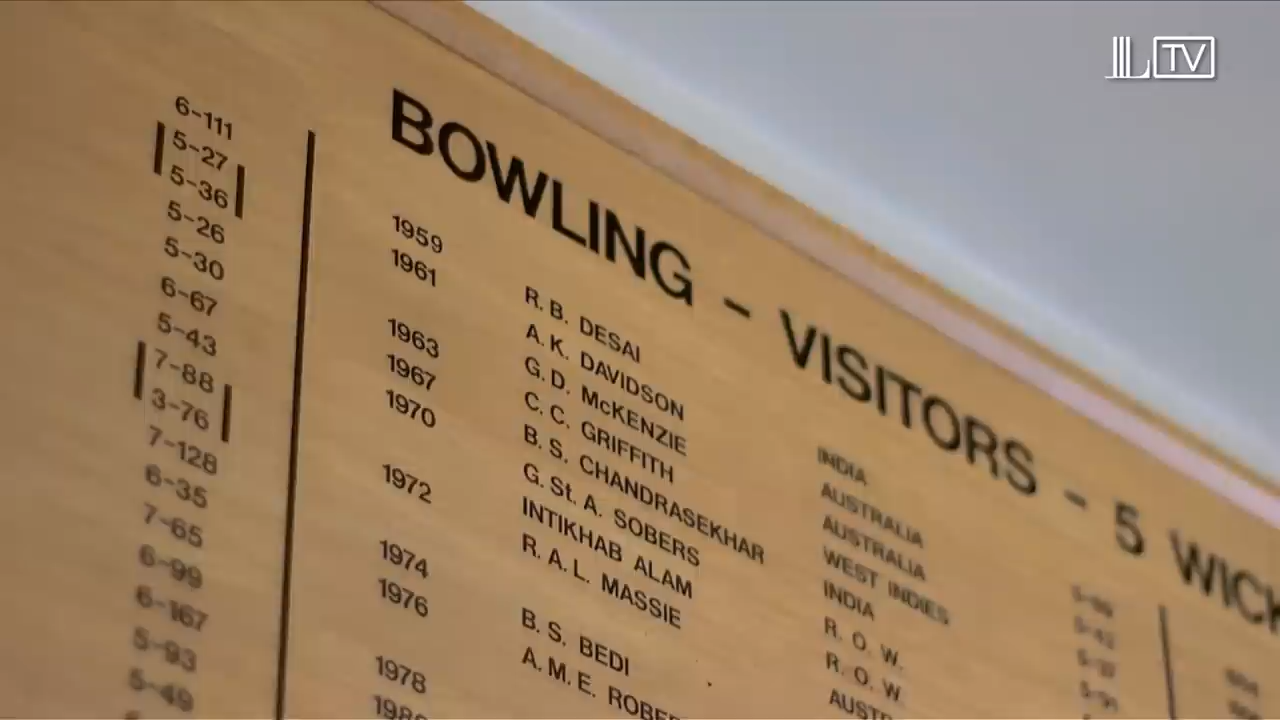 TV
BOWLING - VISITORS - 5
6-111
5-27
5-36
5-26
5-30
6-67
5-43
7-88
3-76
7-128
6-35
7-65
6-99
6-167
5-93
5-49
1959
1961
1963
1967
1970
1972
1974
1976
1978
R. B. DESAI
A. K. DAVIDSON
G. D. McKENZIE
C. C. GRIFFITH
B. S. CHANDRASEKHAR
G. St. A. SOBERS
INTIKHAB ALAM
R. A. L. MASSIE
B. S. BEDI
A. M. E.
INDIA
AUSTRALIA
AUSTRALIA
WEST INDIES
INDIA
R. O. W.
R. O. W.